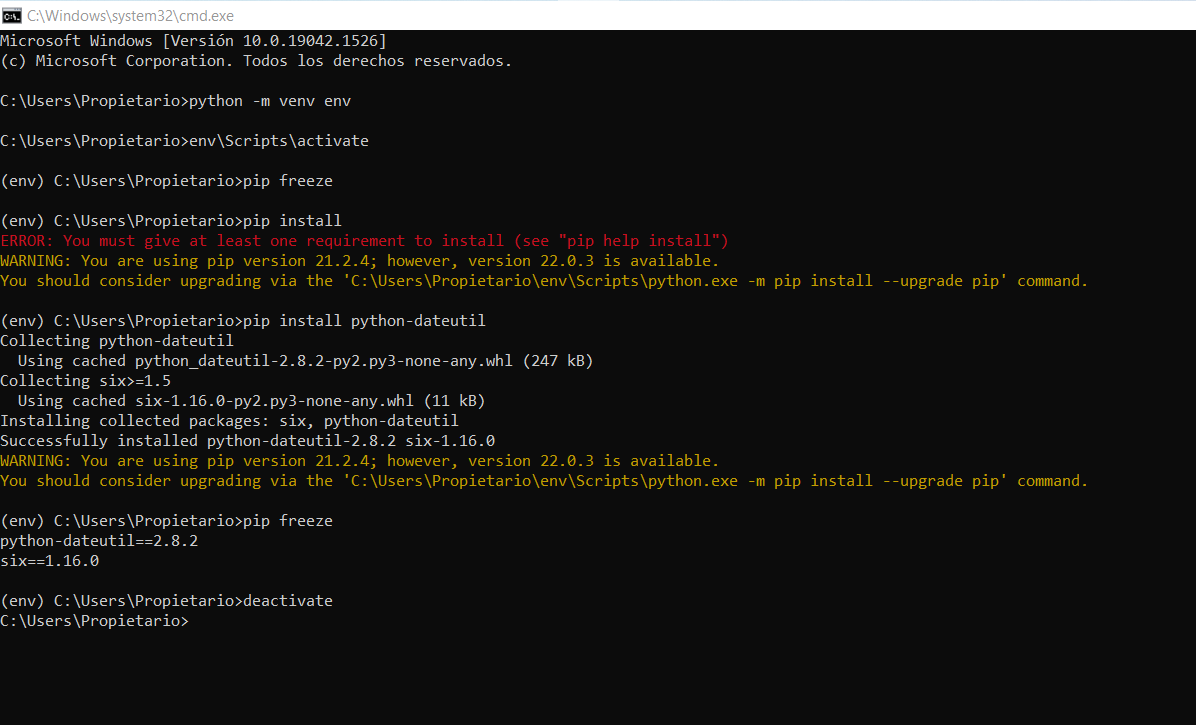 C:\Windows\system32\cmd.exe
Microsoft Windows [Versión 10.0.19042.1526]
(c) Microsoft Corporation. Todos los derechos reservados.
C:\Users\Propietario>python -m venv env
C:\Users\Propietario>env\Scripts\activate
(env) C:\Users\Propietario>pip freeze
(env) C:\Users\Propietario>pip install
ERROR: You must give at least one requirement to install (see "pip help install")
WARNING: You are using pip version 21.2.4; however, version 22.0.3 is available.
You should consider upgrading via the 'C:\Users\Propietario\env\Scripts\python.exe -m pip install --upgrade pip' command.
(env) C:\Users\Propietario>pip install python-dateutil
Collecting python-dateutil
  Using cached python_dateutil-2.8.2-py2.py3-none-any.whl (247 kB)
Collecting six>=1.5
  Using cached six-1.16.0-py2.py3-none-any.whl (11 kB)
Installing collected packages: six, python-dateutil
Successfully installed python-dateutil-2.8.2 six-1.16.0
WARNING: You are using pip version 21.2.4; however, version 22.0.3 is available.
You should consider upgrading via the 'C:\Users\Propietario\env\Scripts\python.exe -m pip install --upgrade pip' command.
(env) C:\Users\Propietario>pip freeze
python-dateutil==2.8.2
six==1.16.0
(env) C:\Users\Propietario>deactivate
C:\Users\Propietario>